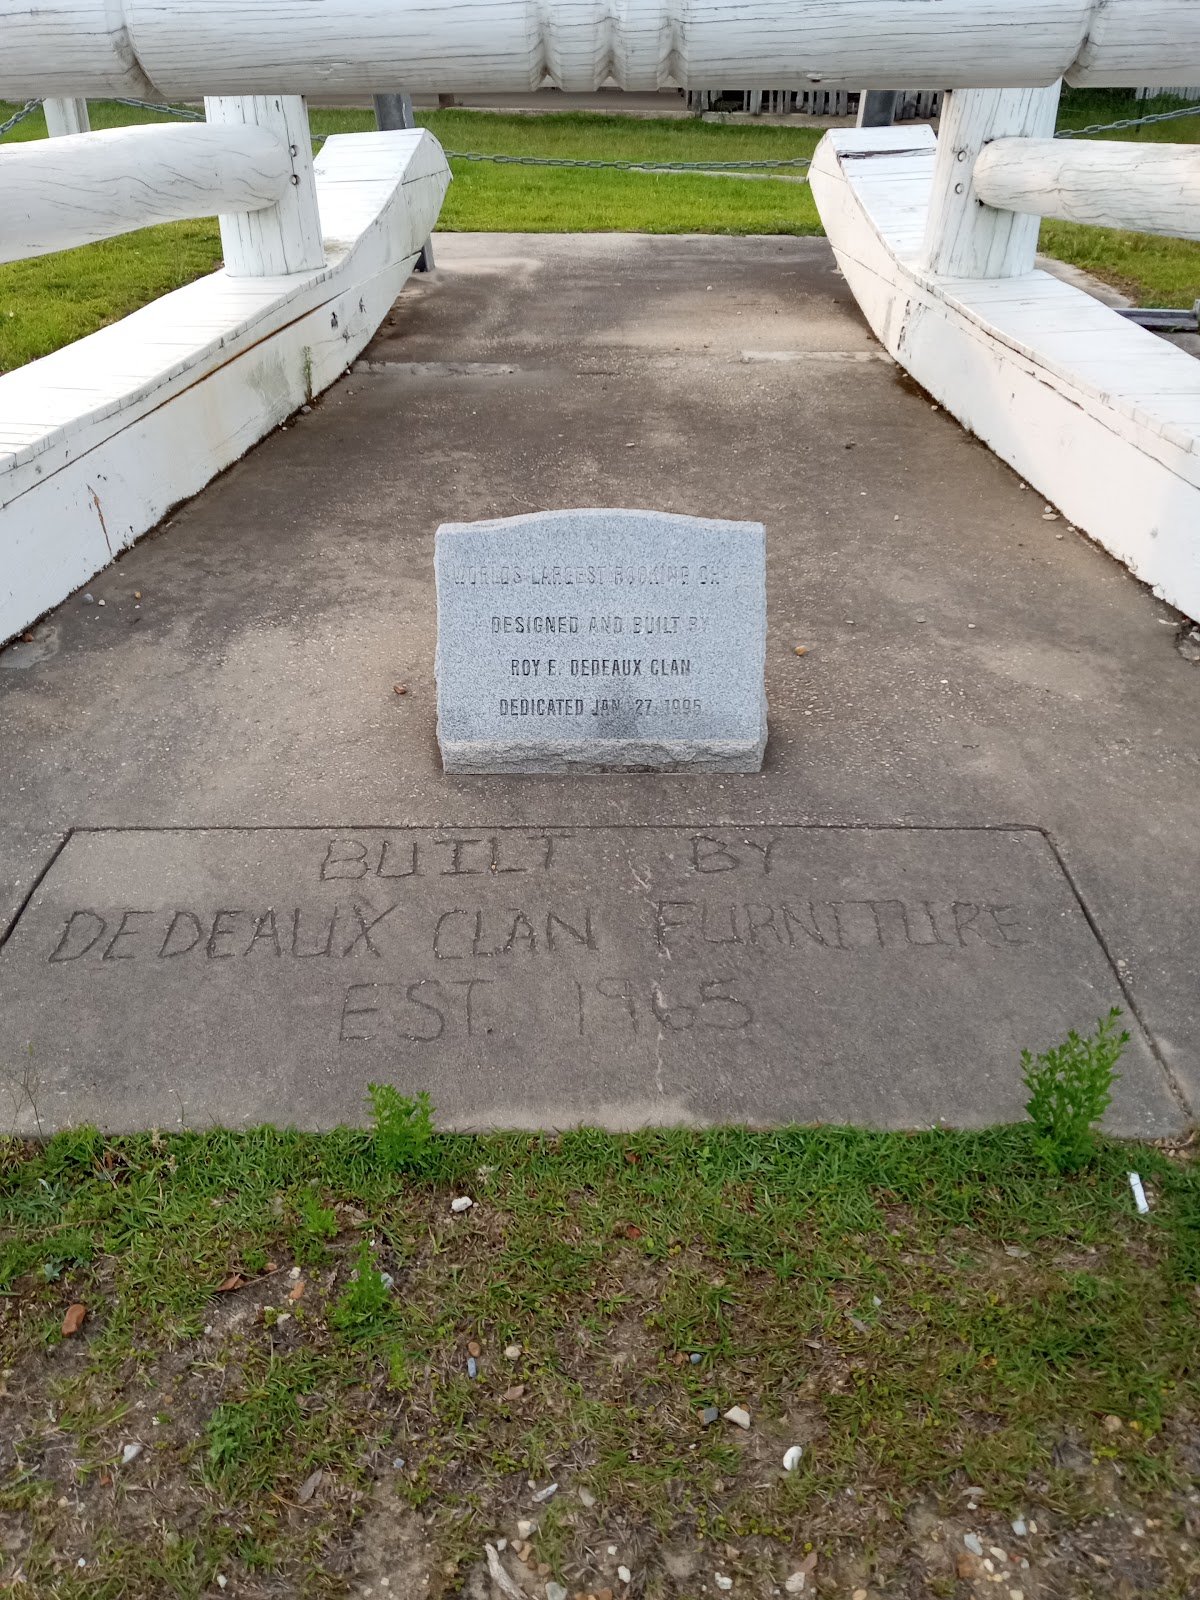 WORLDS LARGEST ROCKING
DESIGNED AND BUILT BY
ROY E. DEDEAUX CLAN
DEDICATED JAN. 27, 1995
BUILT BY
DEDEAUX CLAN FURNITURE
EST. 1965